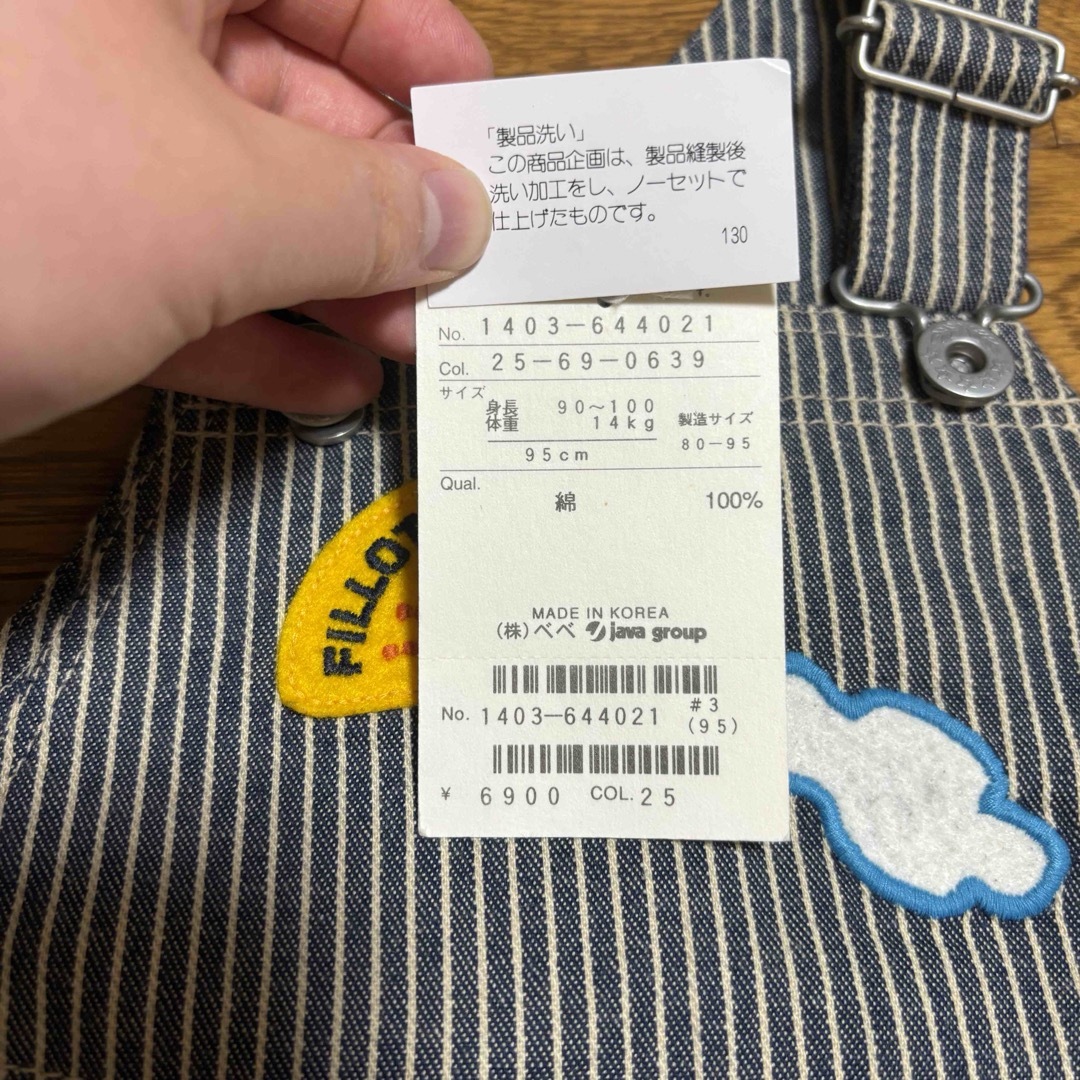 「製品洗い」
この商品企画は、製品縫製後
洗い加工をし、ノーセットで
仕上げたものです。
130
No. 1403-644021
Col. 25-69-0639
サイズ
身長 90~100
体重 14kg
製造サイズ
80-95
95cm
Qual.
綿 100%
MADE IN KOREA
(株)べべ java group
No. 1403-644021 #3
(95)
¥ 6900 COL. 25
FILLO